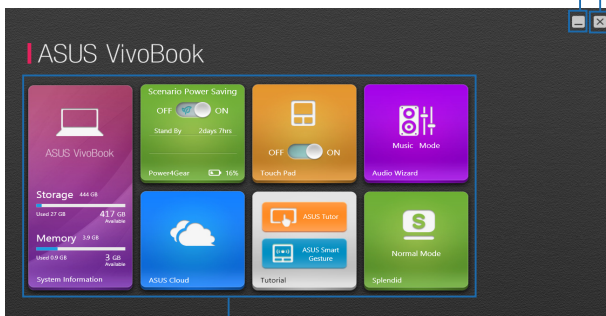 ASUS VivoBook
ASUS VivoBook
Storage 444 GB
Used 27 GB 417 GB
Available
Memory 3.9 GB
Used 0.9 GB 3 GB
Available
System Information
Scenario Power Saving
OFF ON
Stand By 2days 7hrs
Power4Gear 16%
OFF ON
Touch Pad
Music Mode
Audio Wizard
ASUS Cloud
ASUS Tutor
ASUS Smart
Gesture
Tutorial
S
Normal Mode
Splendid